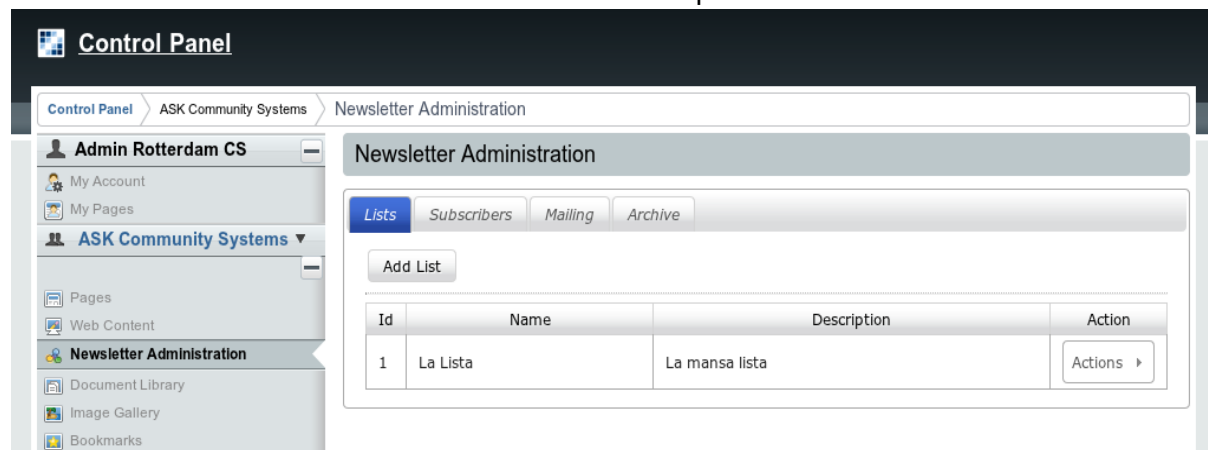 Control Panel
Control Panel ASK Community Systems Newsletter Administration
Admin Rotterdam CS
My Account
My Pages
ASK Community Systems
Pages
Web Content
Newsletter Administration
Document Library
Image Gallery
Bookmarks
Newsletter Administration
Lists Subscribers Mailing Archive
Add List
Id Name Description Action
1 La Lista La mansa lista Actions